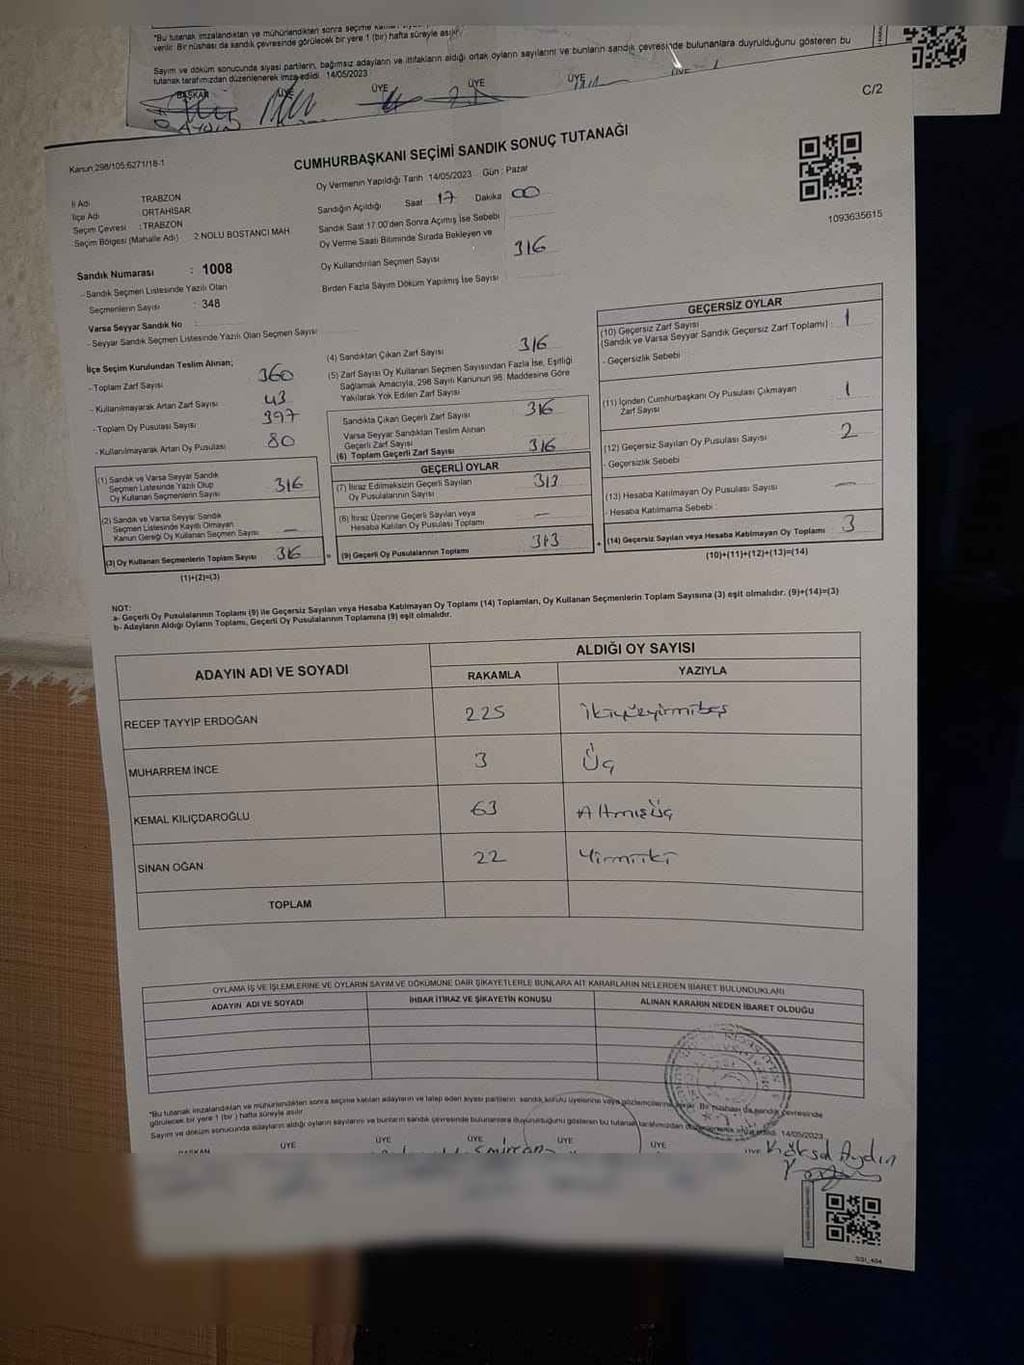 *Bu tutanak imzalandıktan ve mühürlendikten sonra seçime
verilir. Bir nüshası da sandık çevresinde görülecek bir yere 1 (bir) hafta süreyle asılır.
Sayım ve döküm sonucunda siyasi partilerin, bağımsız adayların ve ittifakların aldığı ortak oyların sayılarını ve bunların sandık çevresinde bulunanlara duyrulduğunu gösteren bu
tutanak tarafımızdan düzenlenerek imza edildi. 14/05/2023
BAŞKAN ÜYE ÜYE ÜYE ÜYE ÜYE
AYDIN
C/2
Kanun:298/105;6271/18-1
CUMHURBAŞKANI SEÇİMİ SANDIK SONUÇ TUTANAĞI
Oy Vermenin Yapıldığı Tarih 14/05/2023 Gün : Pazar
İl Adı TRABZON
İlçe Adı ORTAHİSAR
Seçim Çevresi :TRABZON
Seçim Bölgesi (Mahalle Adı) 2 NOLU BOSTANCI MAH.
Sandığın Açıldığı Saat 17 Dakika 00
Sandık Saat 17.00'den Sonra Açımış İse Sebebi
Oy Verme Saati Bitiminde Sırada Bekleyen ve
Oy Kullandırılan Seçmen Sayısı 316
Birden Fazla Sayım Döküm Yapılmış İse Sayısı
1093635615
Sandık Numarası : 1008
- Sandık Seçmen Listesinde Yazılı Olan
Seçmenlerin Sayısı : 348
Varsa Seyyar Sandık No :
- Seyyar Sandık Seçmen Listesinde Yazılı Olan Seçmen Sayısı
İlçe Seçim Kurulundan Teslim Alınan;
- Toplam Zarf Sayısı 360
- Kullanılmayarak Artan Zarf Sayısı 43
- Toplam Oy Pusulası Sayısı 397
- Kullanılmayarak Artan Oy Pusulası 80
(1) Sandık ve Varsa Seyyar Sandık
Seçmen Listesinde Yazılı Olup
Oy Kullanan Seçmenlerin Sayısı 316
(2) Sandık ve Varsa Seyyar Sandık
Seçmen Listesinde Kayıtlı Olmayan
Kanun Gereği Oy Kullanan Seçmen Sayısı —
(3) Oy Kullanan Seçmenlerin Toplam Sayısı 316
(1)+(2)=(3)
(4) Sandıktan Çıkan Zarf Sayısı 316
(5) Zarf Sayısı Oy Kullanan Seçmen Sayısından Fazla İse, Eşitliği
Sağlamak Amacıyla, 298 Sayılı Kanunun 98. Maddesine Göre
Yakılarak Yok Edilen Zarf Sayısı
Sandıkta Çıkan Geçerli Zarf Sayısı 316
Varsa Seyyar Sandıktan Teslim Alınan
Geçerli Zarf Sayısı
(6) Toplam Geçerli Zarf Sayısı 316
GEÇERLİ OYLAR
(7) İtiraz Edilmeksizin Geçerli Sayılan
Oy Pusulalarının Sayısı 313
(8) İtiraz Üzerine Geçerli Sayılan veya
Hesaba Katılan Oy Pusulası Toplamı —
= (9) Geçerli Oy Pusulalarının Toplamı 313
GEÇERSİZ OYLAR
(10) Geçersiz Zarf Sayısı
(Sandık ve Varsa Seyyar Sandık Geçersiz Zarf Toplamı) : 1
- Geçersizlik Sebebi
(11) İçinden Cumhurbaşkanı Oy Pusulası Çıkmayan
Zarf Sayısı 1
(12) Geçersiz Sayılan Oy Pusulası Sayısı 2
- Geçersizlik Sebebi
(13) Hesaba Katılmayan Oy Pusulası Sayısı —
- Hesaba Katılmama Sebebi :
+ (14) Geçersiz Sayılan veya Hesaba Katılmayan Oy Toplamı 3
(10)+(11)+(12)+(13)=(14)
NOT:
a- Geçerli Oy Pusulalarının Toplamı (9) ile Geçersiz Sayılan veya Hesaba Katılmayan Oy Toplamı (14) Toplamları, Oy Kullanan Seçmenlerin Toplam Sayısına (3) eşit olmalıdır. (9)+(14)=(3)
b- Adayların Aldığı Oyların Toplamı, Geçerli Oy Pusulalarının Toplamına (9) eşit olmalıdır.
ADAYIN ADI VE SOYADI ALDIĞI OY SAYISI
RAKAMLA YAZIYLA
RECEP TAYYİP ERDOĞAN 225 İkiyüzyirmibeş
MUHARREM İNCE 3 Üç
KEMAL KILIÇDAROĞLU 63 Altmışüç
SİNAN OĞAN 22 Yirmiiki
TOPLAM
OYLAMA İŞ VE İŞLEMLERİNE VE OYLARIN SAYIM VE DÖKÜMÜNE DAİR ŞİKAYETLERLE BUNLARA AİT KARARLARIN NELERDEN İBARET BULUNDUKLARI
ADAYIN ADI VE SOYADI İHBAR İTİRAZ VE ŞİKAYETİN KONUSU ALINAN KARARIN NEDEN İBARET OLDUĞU
*Bu tutanak imzalandıktan ve mühürlendikten sonra seçime katılan adayların ve talep eden siyasi partilerin sandık kurulu üyelerine veya gözlemcilerine Bir nüshası da sandık çevresinde
görülecek bir yere 1 (bir ) hafta süreyle asılır.
Sayım ve döküm sonucunda adayların aldığı oyların sayılarını ve bunların sandık çevresinde bulunanlara duyurulduğunu gösteren bu tutanak tarafımızdan 14/05/2023
BAŞKAN ÜYE ÜYE ÜYE ÜYE ÜYE ÜYE
Köksal Aydın